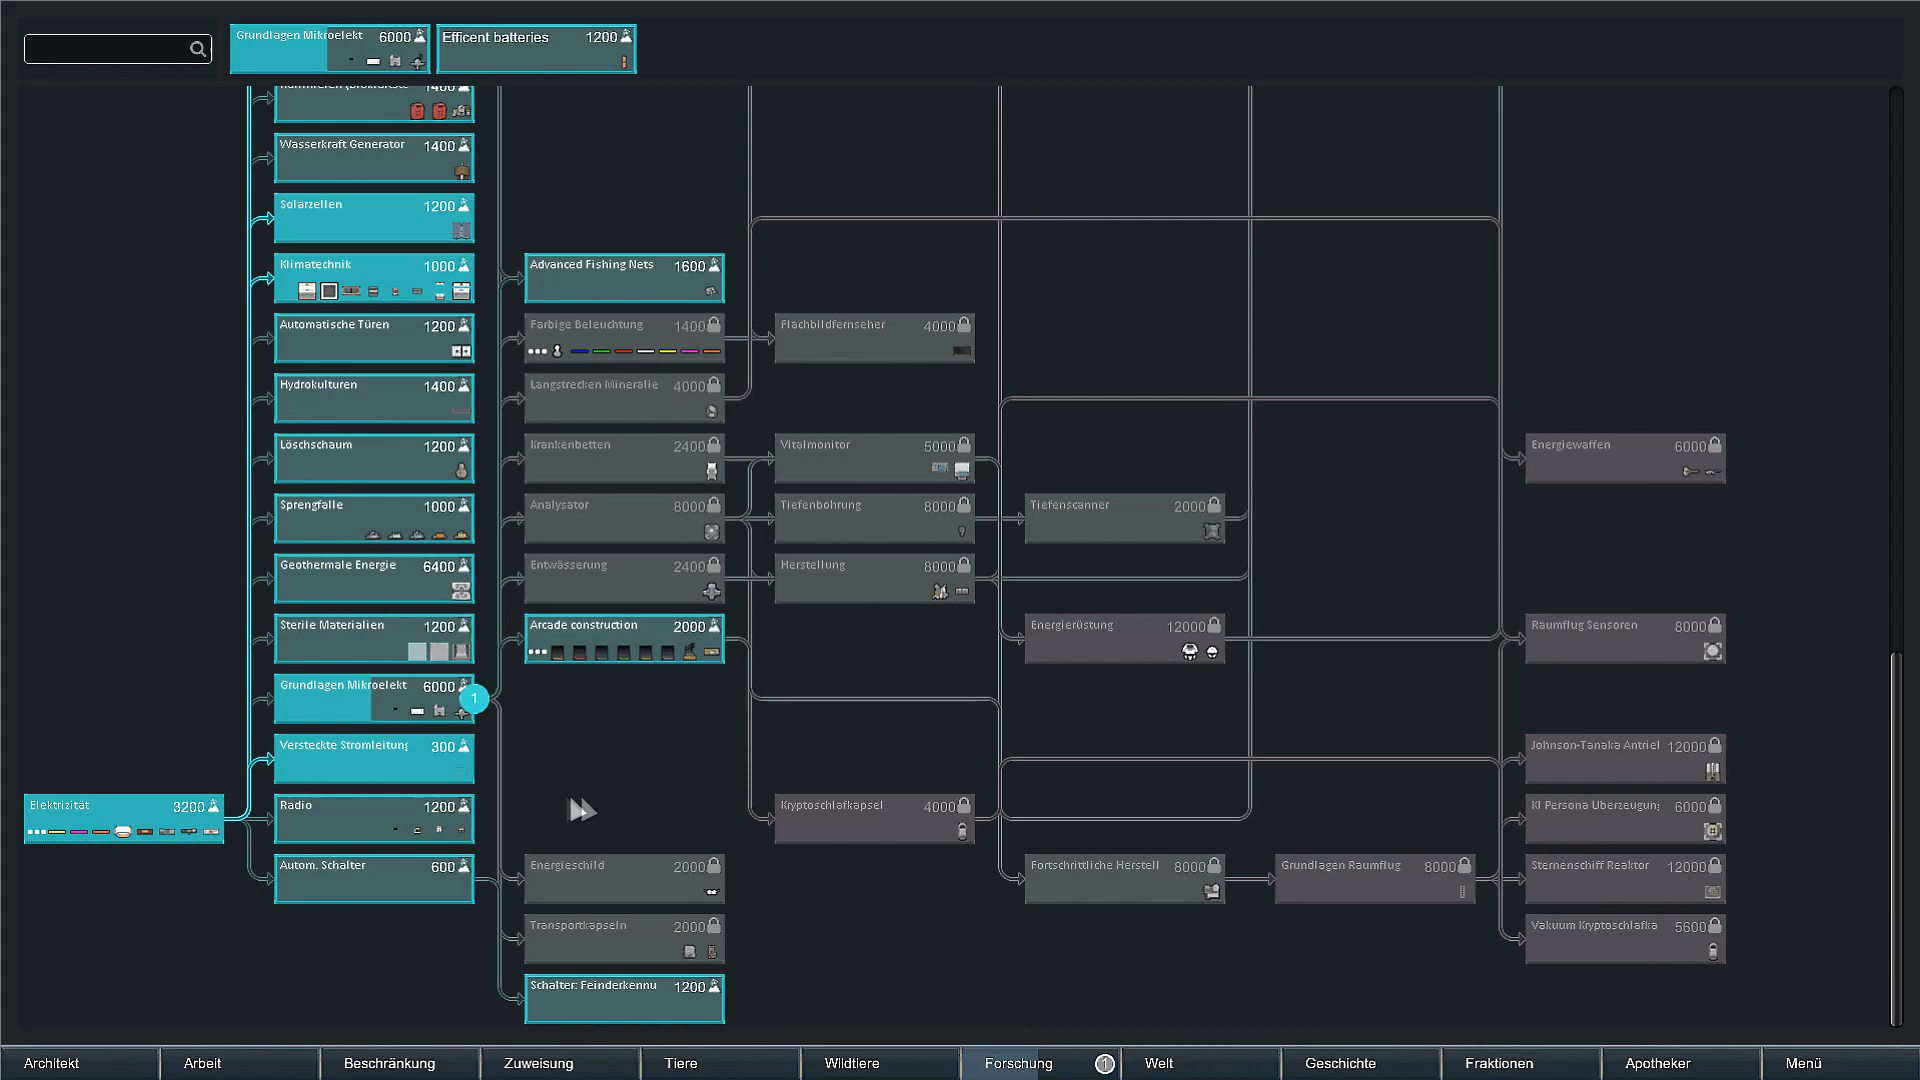 Grundlagen Mikroelekt 6000
Efficent batteries 1200
1400
Wasserkraft Generator 1400
Solarzellen 1200
Klimatechnik 1000
Advanced Fishing Nets 1600
Automatische Türen 1200
Farbige Beleuchtung 1400
Flachbildfernseher 4000
Hydrokulturen 1400
Langstrecken Mineralie 4000
Löschschaum 1200
Krankenbetten 2400
Vitalmonitor 5000
Energiewaffen 6000
Sprengfalle 1000
Analysator 8000
Tiefenbohrung 8000
Tiefenscanner 2000
Geothermale Energie 6400
Entwässerung 2400
Herstellung 8000
Sterile Materialien 1200
Arcade construction 2000
Energierüstung 12000
Raumflug Sensoren 8000
Grundlagen Mikroelekt 6000
1
Versteckte Stromleitung 300
Johnson-Tanaka Antriel 12000
Elektrizität 3200
Radio 1200
Kryptoschlafkapsel 4000
KI Persona Überzeugung 6000
Autom. Schalter 600
Energieschild 2000
Fortschrittliche Herstell 8000
Grundlagen Raumflug 8000
Sternenschiff Reaktor 12000
Transportkapseln 2000
Vakuum Kryptoschlafka 5600
Schalter: Feinderkennu 1200
Architekt Arbeit Beschränkung Zuweisung Tiere Wildtiere Forschung 1 Welt Geschichte Fraktionen Apotheker Menü